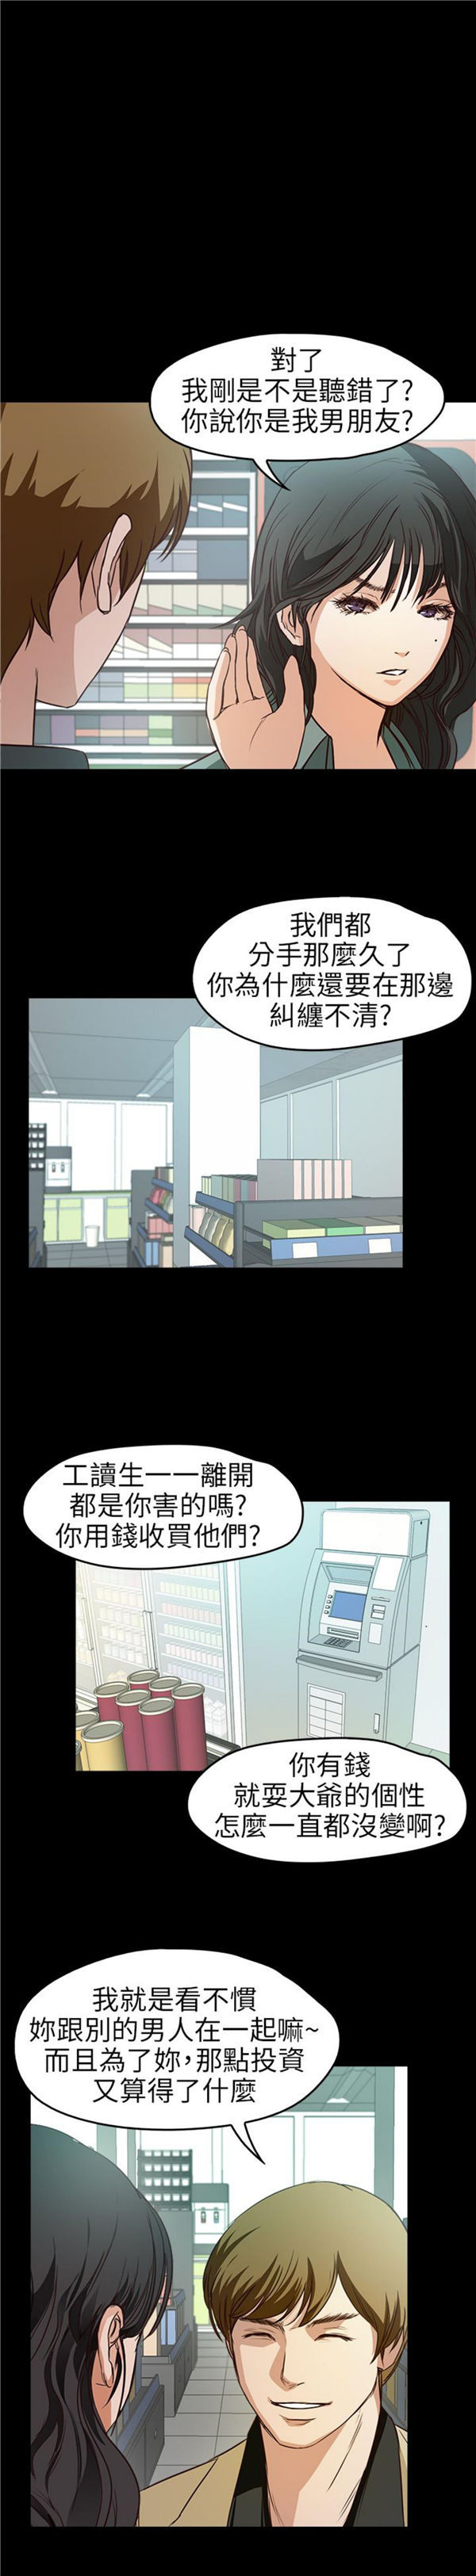 對了
我剛是不是聽錯了?
你說你是我男朋友?
我們都
分手那麼久了
你為什麼還要在那邊
糾纏不清?
工讀生一一離開
都是你害的嗎?
你用錢收買他們?
你有錢
就耍大爺的個性
怎麼一直都沒變啊?
我就是看不慣
妳跟別的男人在一起嘛~
而且為了妳，那點投資
又算得了什麼